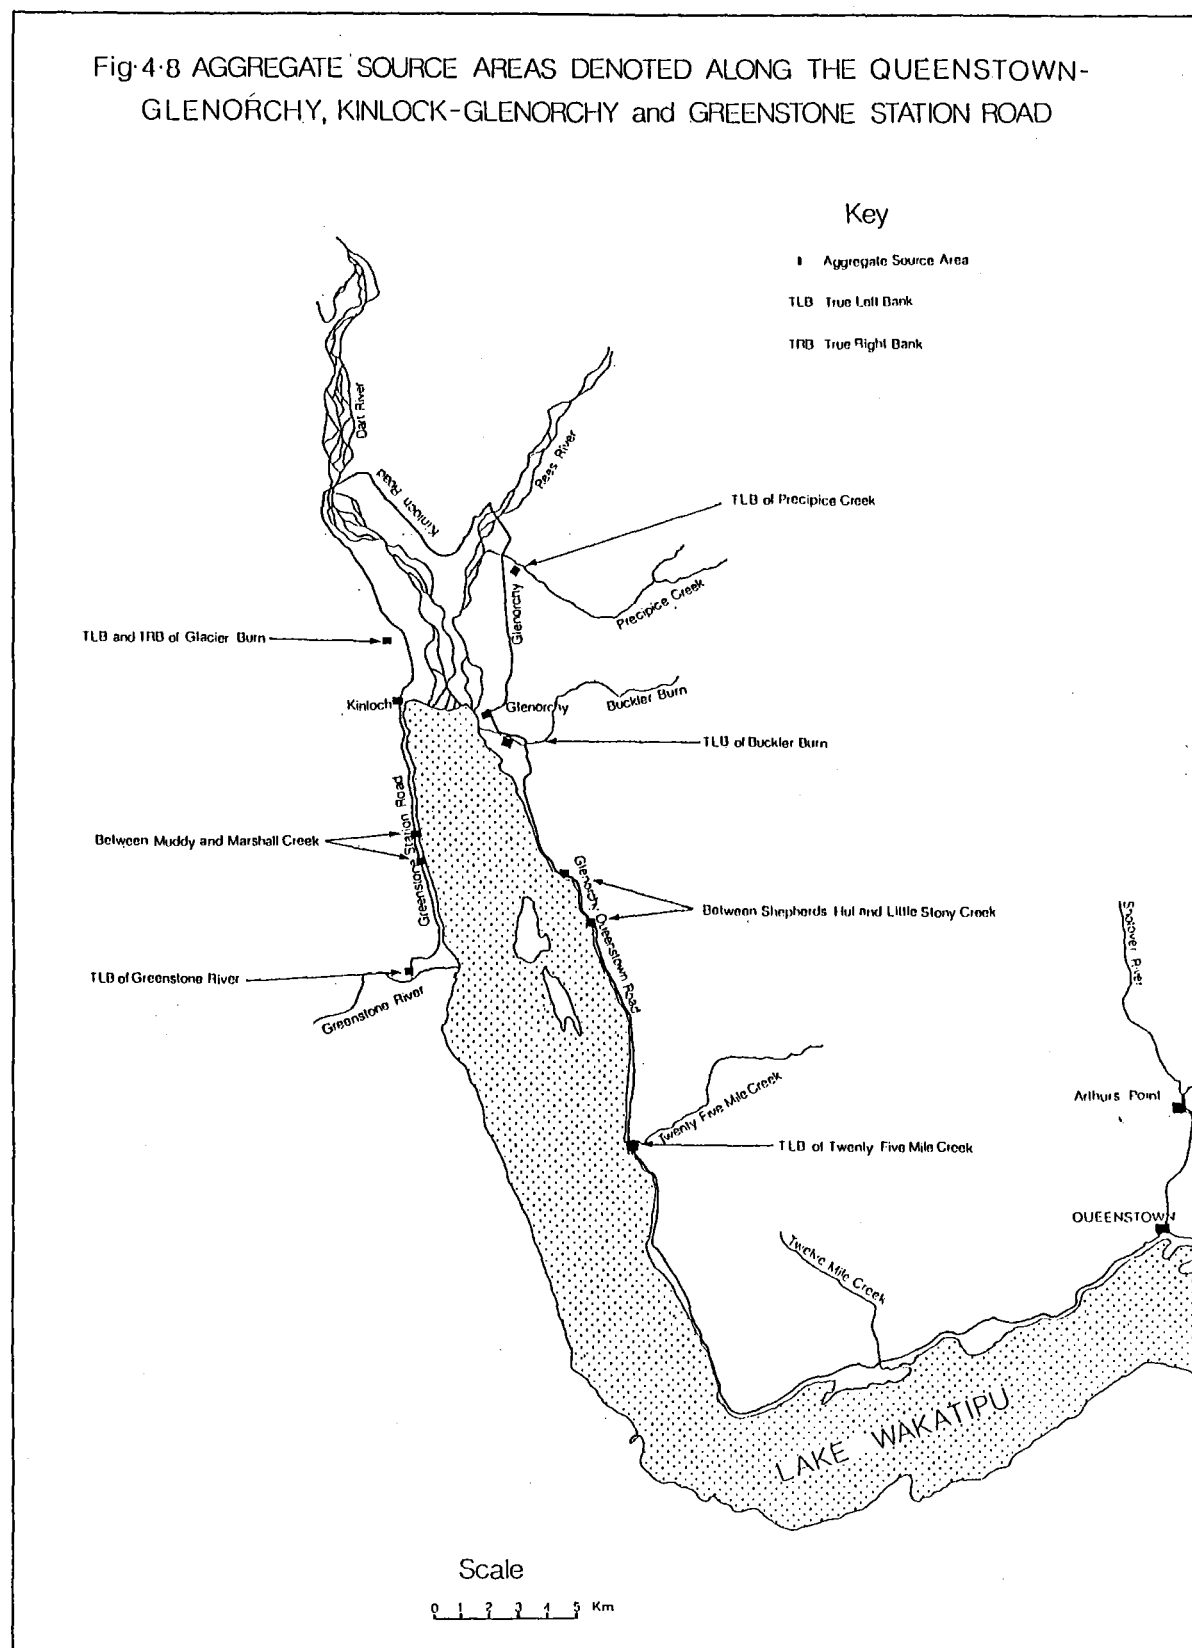 Fig·4·8 AGGREGATE SOURCE AREAS DENOTED ALONG THE QUEENSTOWN-
GLENORCHY, KINLOCK-GLENORCHY and GREENSTONE STATION ROAD
Key
Aggregate Source Area
TLB True Left Bank
TRB True Right Bank
Dart River
Rees River
Kinloch Road
TLB of Precipice Creek
Glenorchy
Precipice Creek
TLB and TRB of Glacier Burn
Kinloch
Glenorchy
Buckler Burn
TLB of Buckler Burn
Greenstone Station Road
Between Muddy and Marshall Creek
Glenorchy Queenstown Road
Between Shepherds Hut and Little Stony Creek
Shotover River
TLB of Greenstone River
Greenstone River
Twenty Five Mile Creek
Arthurs Point
TLB of Twenty Five Mile Creek
QUEENSTOWN
Twelve Mile Creek
LAKE WAKATIPU
Scale
0 1 2 3 4 5 Km